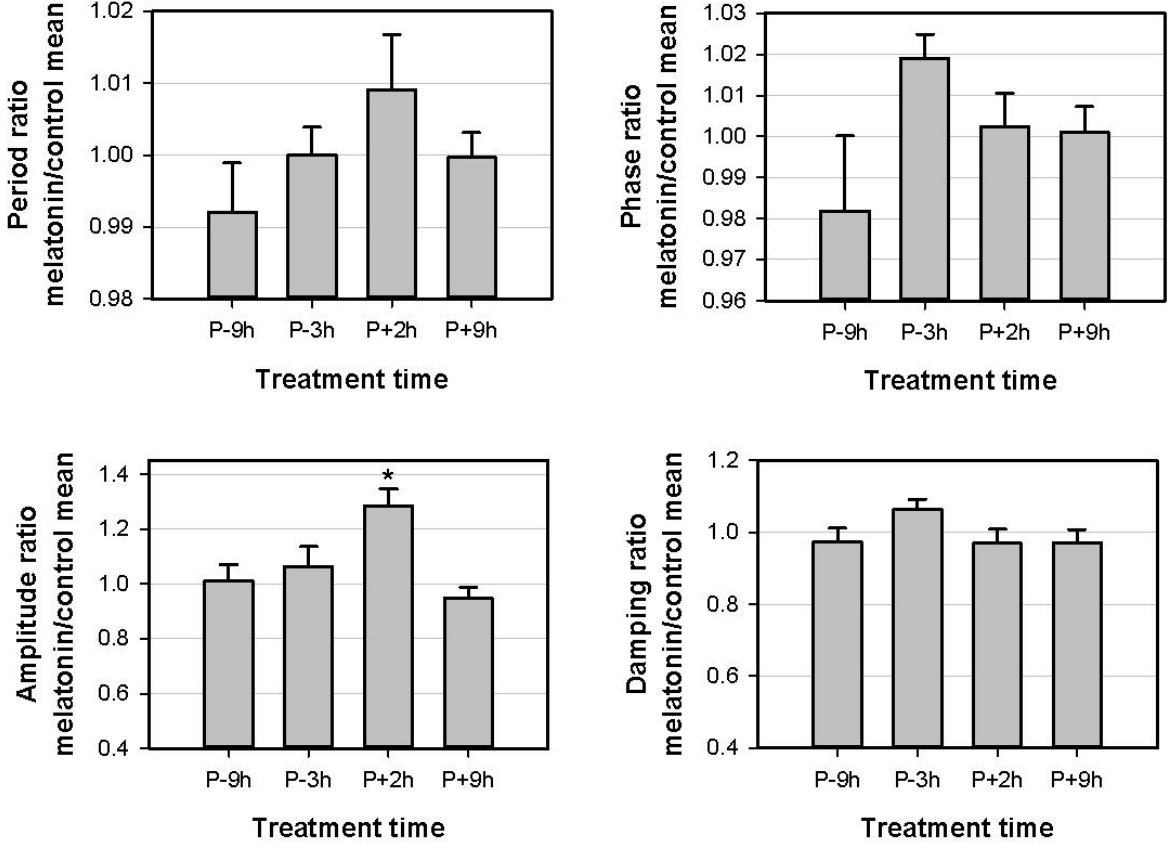 Period ratio
melatonin/control mean
1.02
1.01
1.00
0.99
0.98
P-9h P-3h P+2h P+9h
Treatment time
Phase ratio
melatonin/control mean
1.03
1.02
1.01
1.00
0.99
0.98
0.97
0.96
P-9h P-3h P+2h P+9h
Treatment time
Amplitude ratio
melatonin/control mean
1.4
1.2
1.0
0.8
0.6
0.4
*
P-9h P-3h P+2h P+9h
Treatment time
Damping ratio
melatonin/control mean
1.2
1.0
0.8
0.6
0.4
P-9h P-3h P+2h P+9h
Treatment time